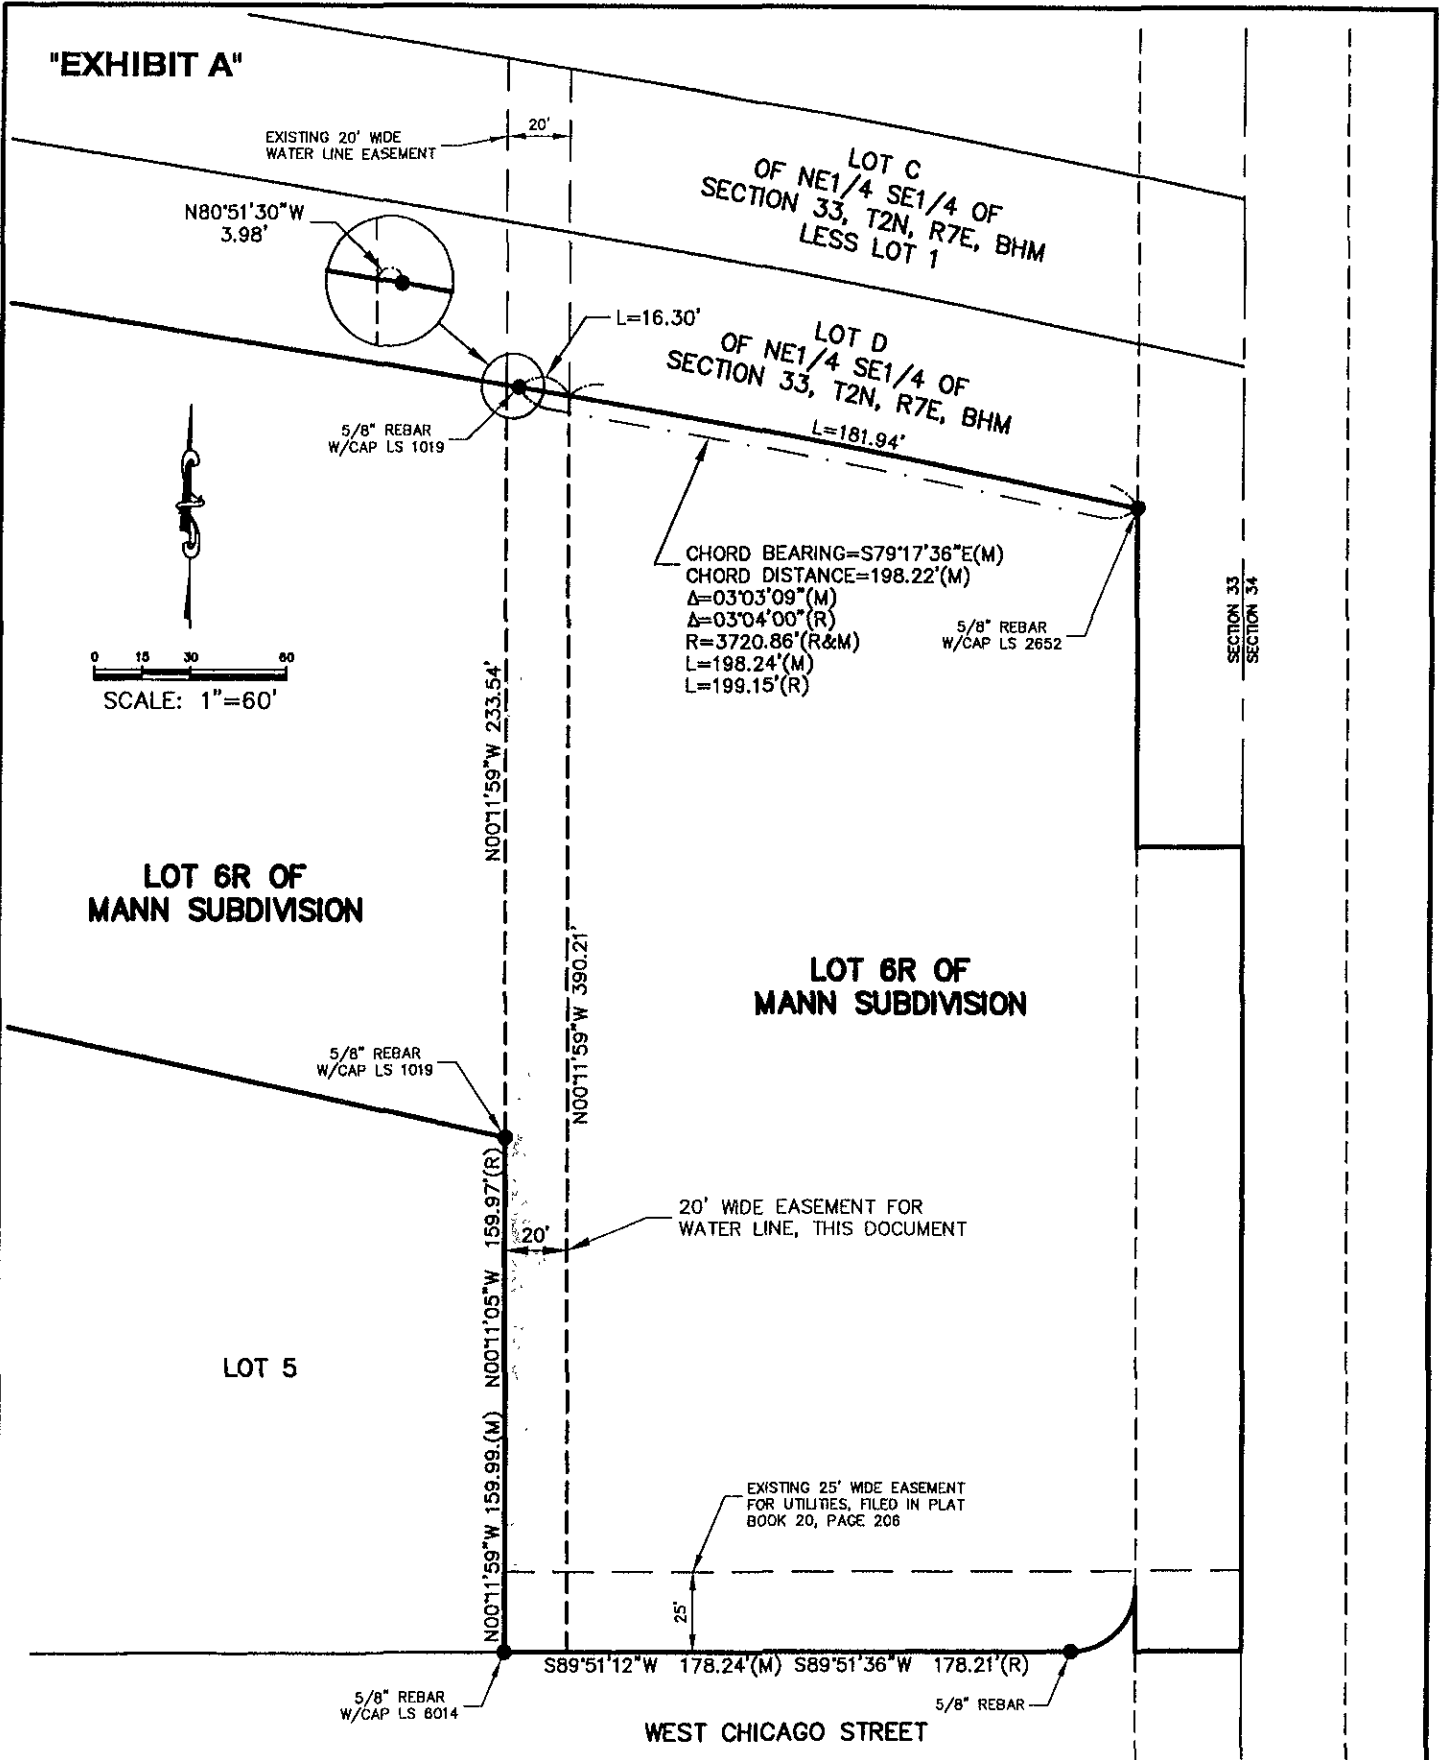 "EXHIBIT A"
EXISTING 20' WIDE
WATER LINE EASEMENT
20'
LOT C
OF NE1/4 SE1/4 OF
SECTION 33, T2N, R7E, BHM
LESS LOT 1
N80°51'30"W
3.98'
L=16.30'
LOT D
OF NE1/4 SE1/4 OF
SECTION 33, T2N, R7E, BHM
L=181.94'
5/8" REBAR
W/CAP LS 1019
CHORD BEARING=S79°17'36"E(M)
CHORD DISTANCE=198.22'(M)
Δ=03°03'09"(M)
Δ=03°04'00"(R)
R=3720.86'(R&M)
L=198.24'(M)
L=199.15'(R)
5/8" REBAR
W/CAP LS 2652
SECTION 33
SECTION 34
0 15 30 60
SCALE: 1"=60'
N00°11'59"W 233.54'
LOT 6R OF
MANN SUBDIVISION
N00°11'59"W 390.21'
LOT 6R OF
MANN SUBDIVISION
5/8" REBAR
W/CAP LS 1019
N00°11'59"W 159.99.(M) N00°11'05"W 159.97'(R)
20'
20' WIDE EASEMENT FOR
WATER LINE, THIS DOCUMENT
LOT 5
EXISTING 25' WIDE EASEMENT
FOR UTILITIES, FILED IN PLAT
BOOK 20, PAGE 206
25'
S89°51'12"W 178.24'(M) S89°51'36"W 178.21'(R)
5/8" REBAR
W/CAP LS 6014
5/8" REBAR
WEST CHICAGO STREET